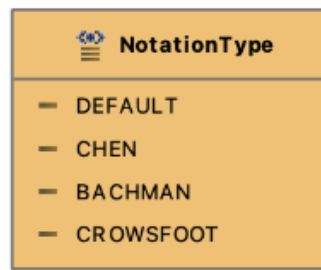 NotationType
DEFAULT
CHEN
BACHMAN
CROWSFOOT